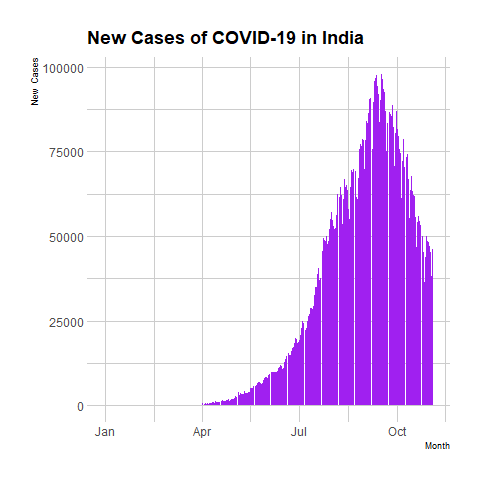 New Cases of COVID-19 in India
New Cases
100000
75000
50000
25000
0
Jan Apr Jul Oct
Month